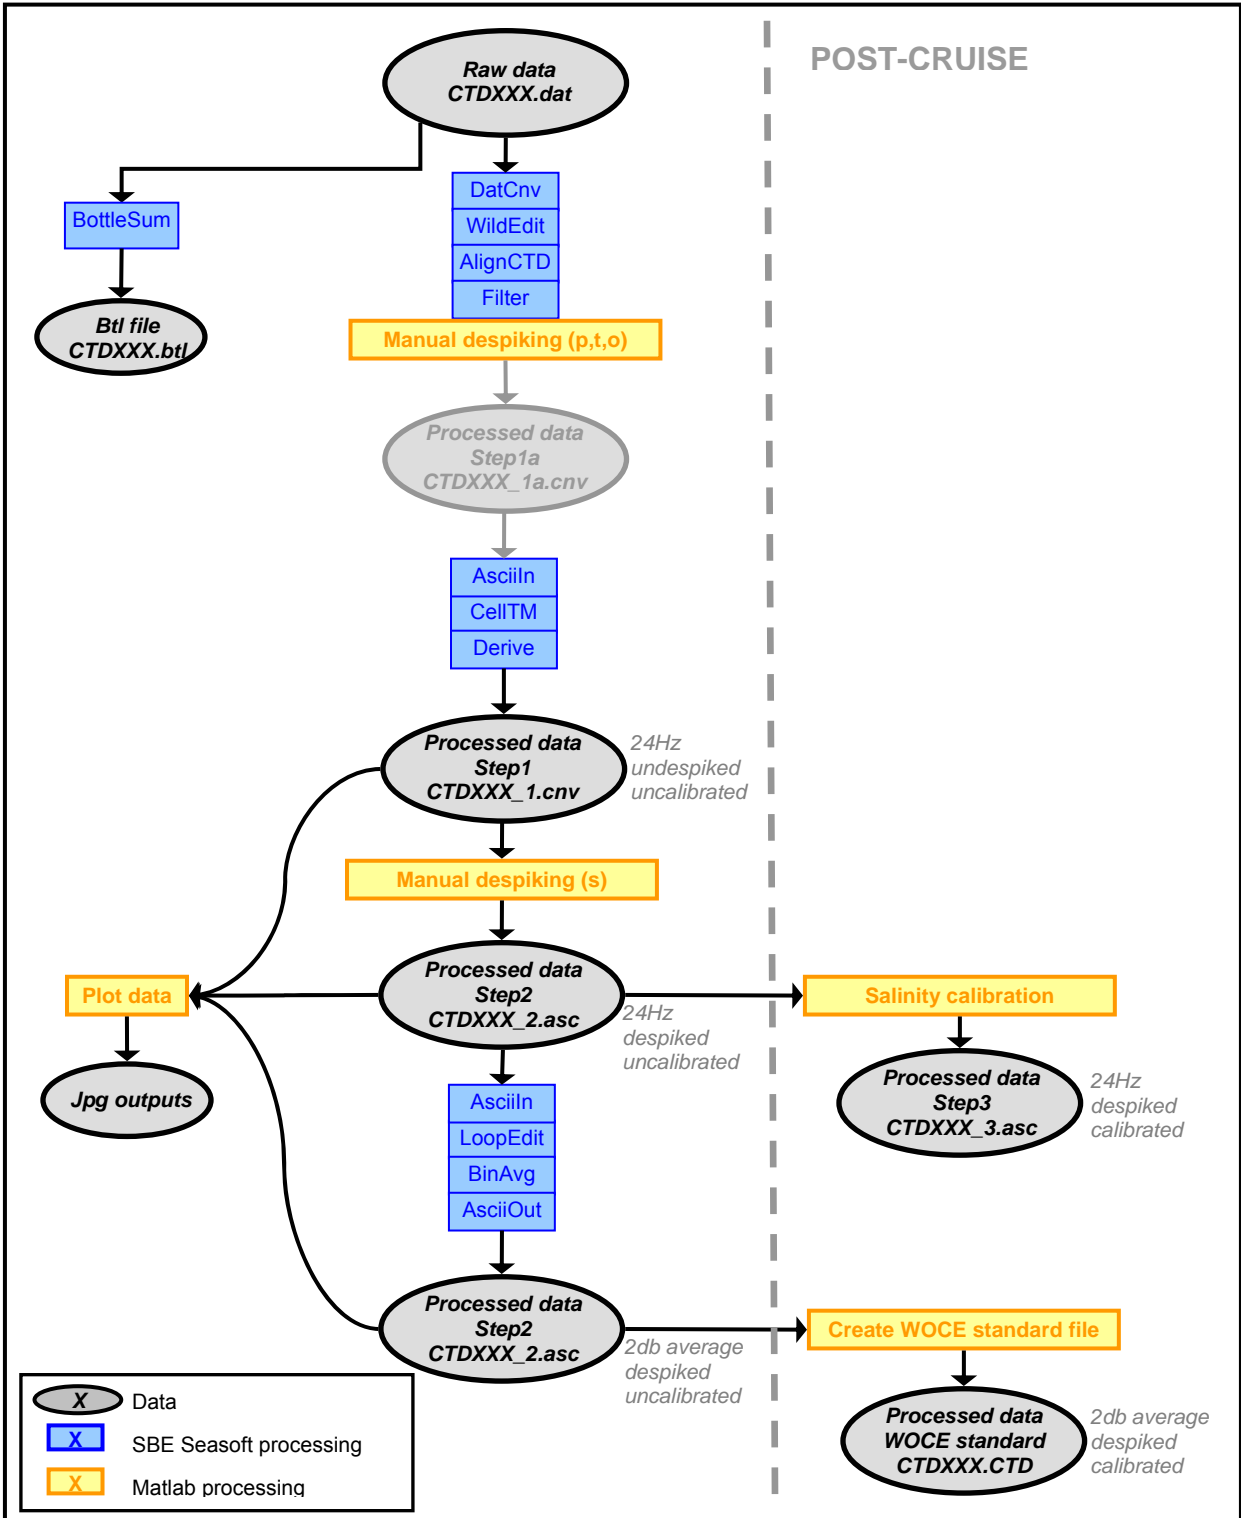 POST-CRUISE
Raw data
CTDXXX.dat
BottleSum
Btl file
CTDXXX.btl
DatCnv
WildEdit
AlignCTD
Filter
Manual despiking (p,t,o)
Processed data
Step1a
CTDXXX_1a.cnv
AsciiIn
CellTM
Derive
Processed data
Step1
CTDXXX_1.cnv
24Hz
undespiked
uncalibrated
Manual despiking (s)
Plot data
Jpg outputs
Processed data
Step2
CTDXXX_2.asc
24Hz
despiked
uncalibrated
Salinity calibration
Processed data
Step3
CTDXXX_3.asc
24Hz
despiked
calibrated
AsciiIn
LoopEdit
BinAvg
AsciiOut
Processed data
Step2
CTDXXX_2.asc
2db average
despiked
uncalibrated
Create WOCE standard file
Processed data
WOCE standard
CTDXXX.CTD
2db average
despiked
calibrated
X Data
X SBE Seasoft processing
X Matlab processing